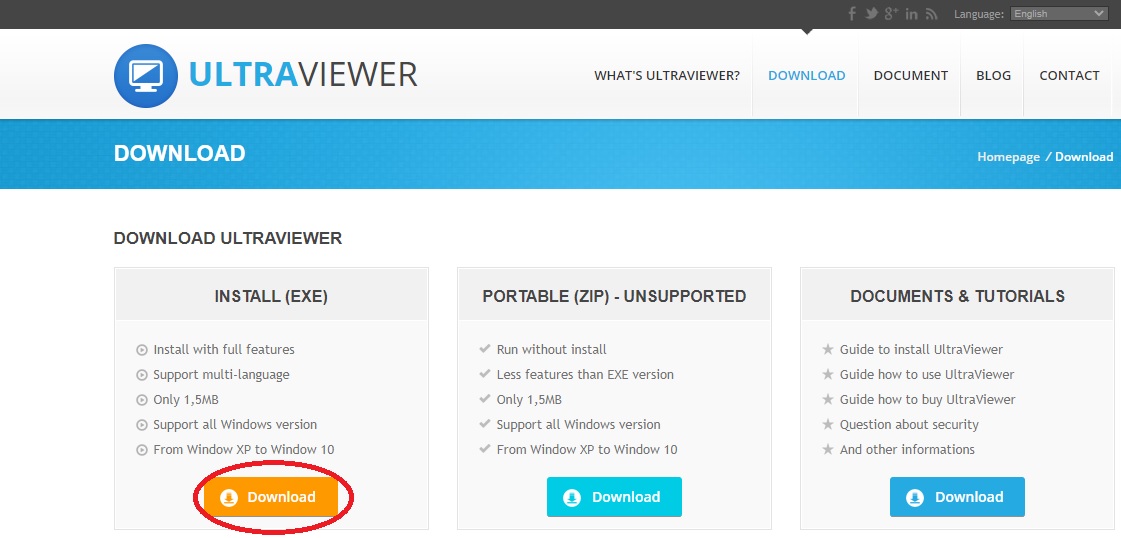 Language: English
ULTRAVIEWER
WHAT'S ULTRAVIEWER? DOWNLOAD DOCUMENT BLOG CONTACT
DOWNLOAD
Homepage / Download
DOWNLOAD ULTRAVIEWER
INSTALL (EXE)
Install with full features
Support multi-language
Only 1,5MB
Support all Windows version
From Window XP to Window 10
Download
PORTABLE (ZIP) - UNSUPPORTED
Run without install
Less features than EXE version
Only 1,5MB
Support all Windows version
From Window XP to Window 10
Download
DOCUMENTS & TUTORIALS
Guide to install UltraViewer
Guide how to use UltraViewer
Guide how to buy UltraViewer
Question about security
And other informations
Download